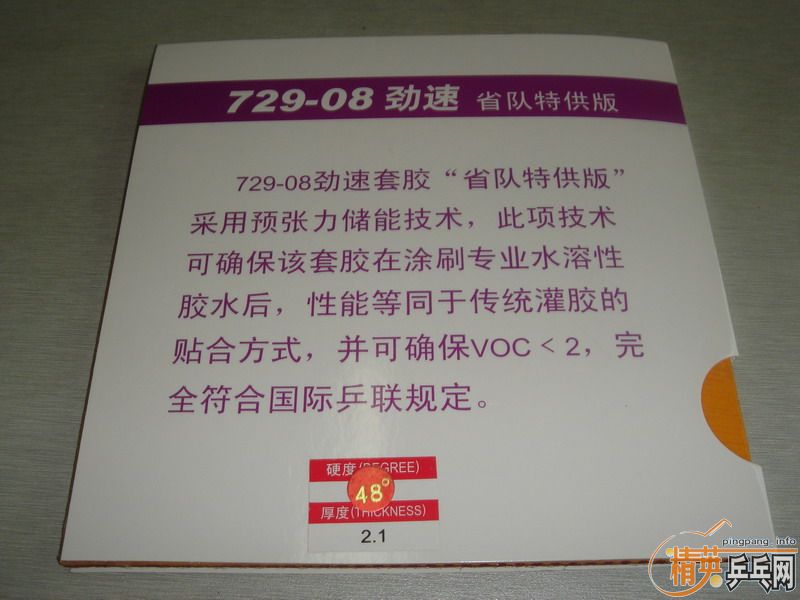 729-08 劲速 省队特供版
729-08劲速套胶“省队特供版”
采用预张力储能技术，此项技术
可确保该套胶在涂刷专业水溶性
胶水后，性能等同于传统灌胶的
贴合方式，并可确保VOC＜2，完
全符合国际乒联规定。
硬度(DEGREE)
48°
厚度(THICKNESS)
2.1
pingpang.info
精英乒乓网